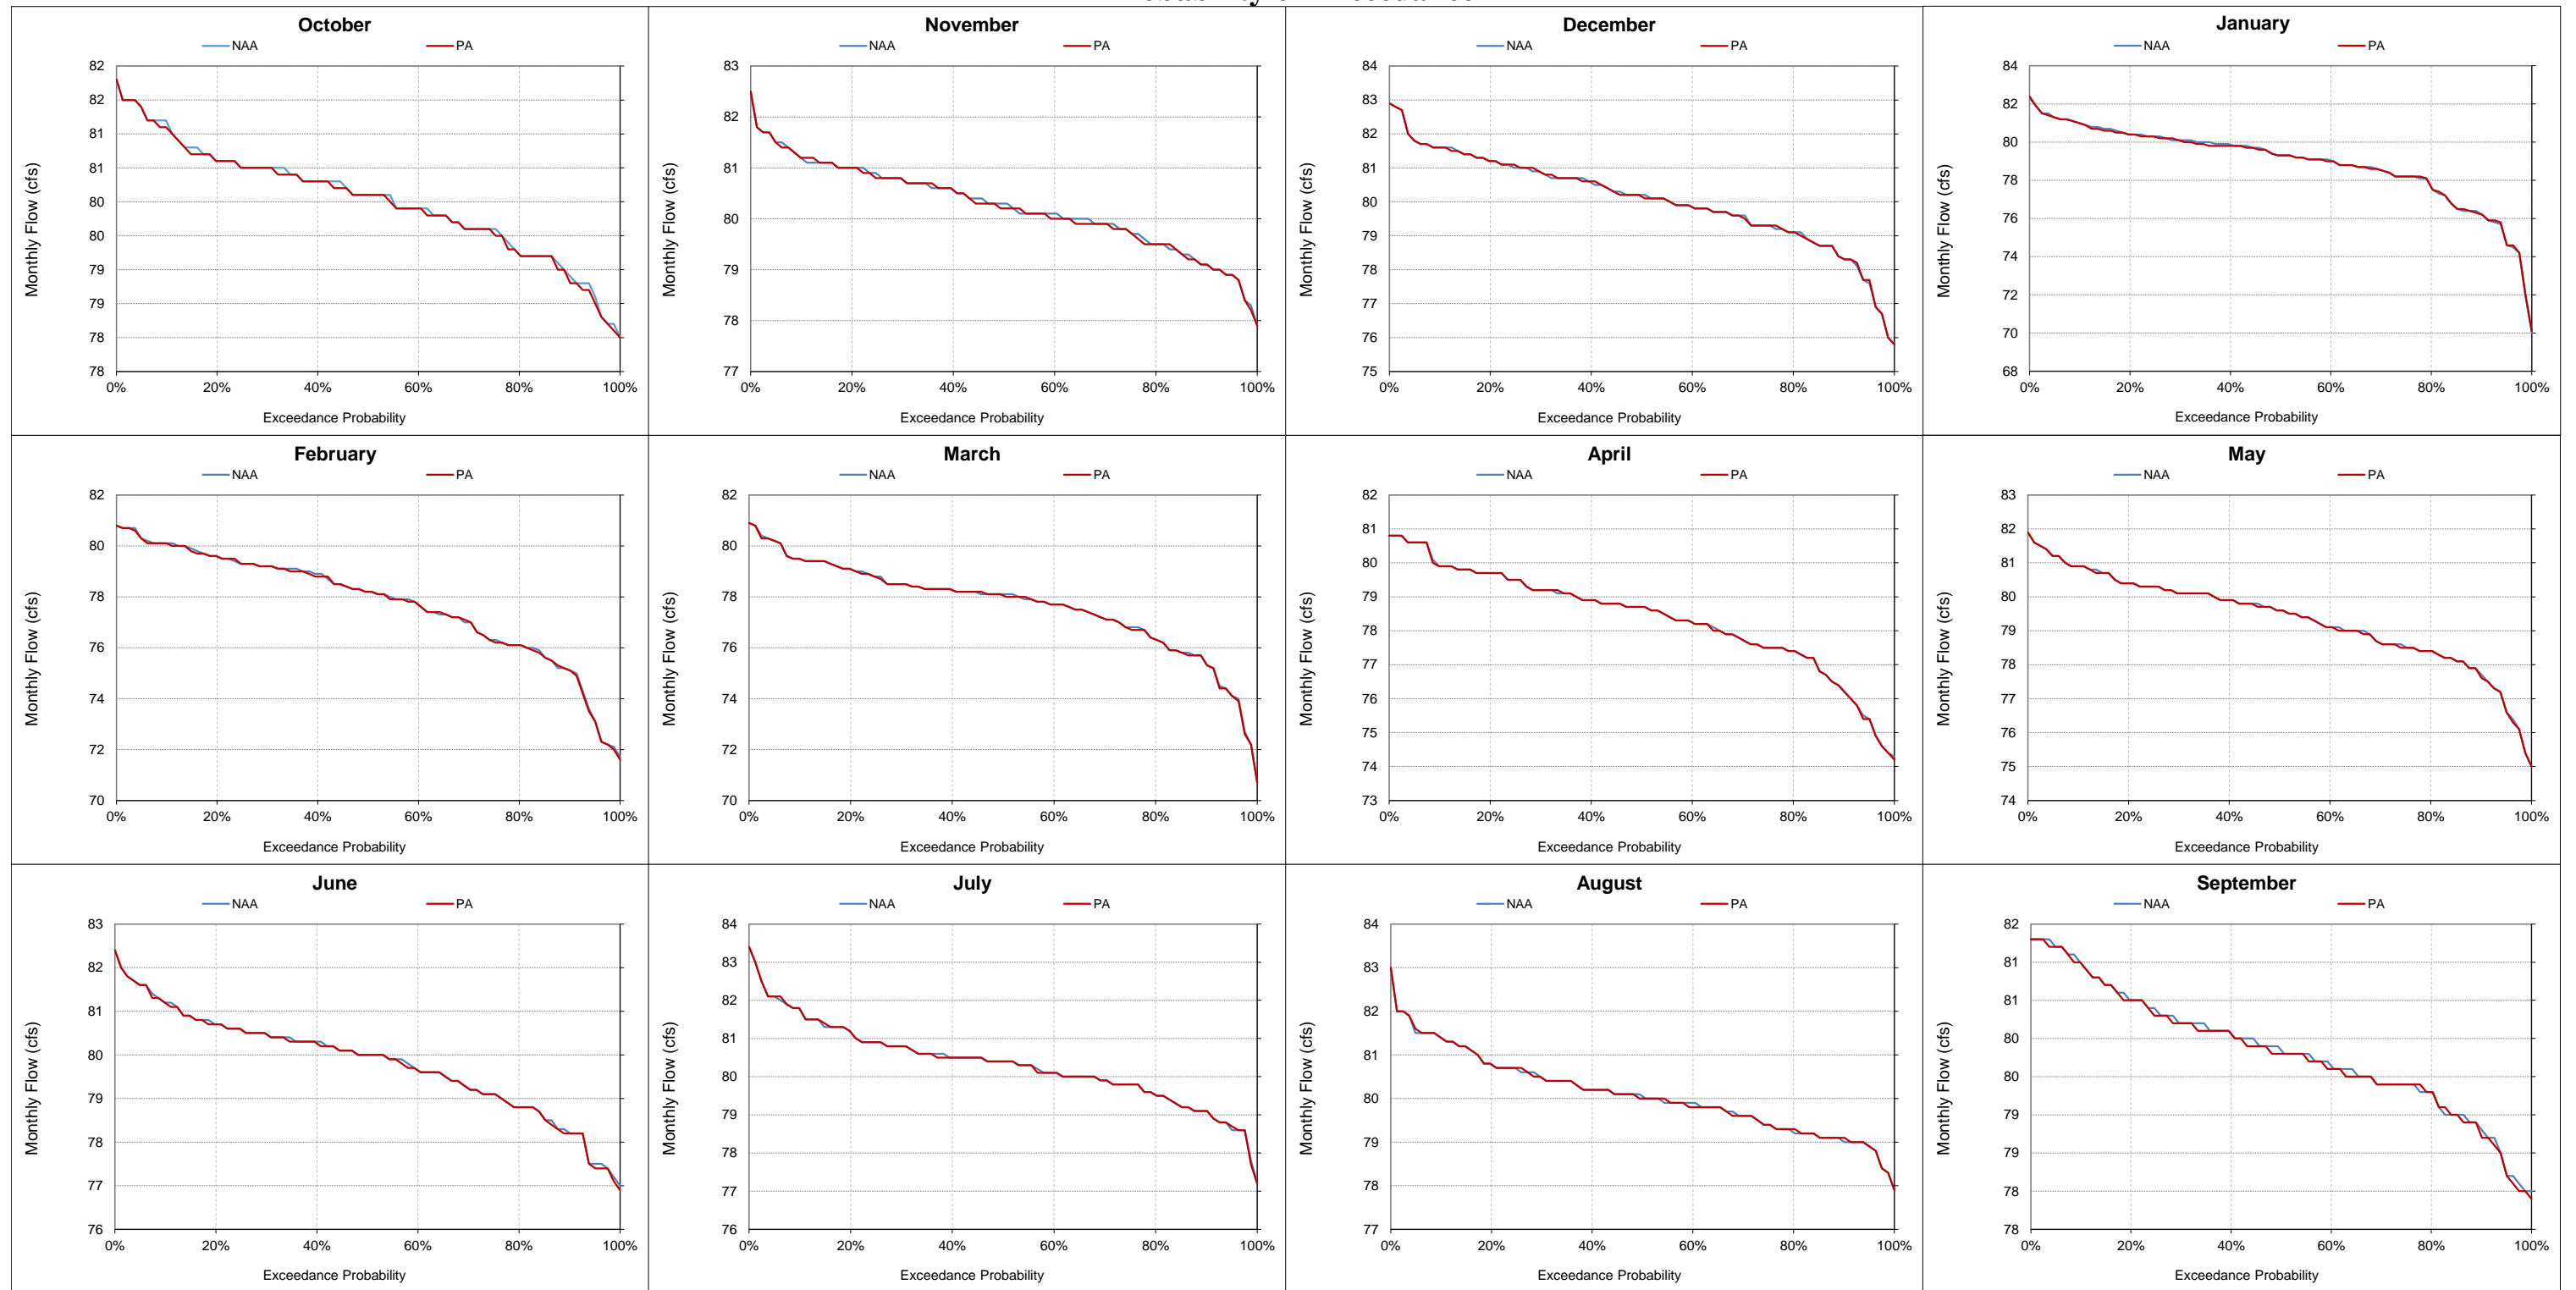 October
NAA PA
82
82
81
81
80
80
79
79
78
78
Monthly Flow (cfs)
0% 20% 40% 60% 80% 100%
Exceedance Probability
November
NAA PA
83
82
81
80
79
78
77
Monthly Flow (cfs)
0% 20% 40% 60% 80% 100%
Exceedance Probability
December
NAA PA
84
83
82
81
80
79
78
77
76
75
Monthly Flow (cfs)
0% 20% 40% 60% 80% 100%
Exceedance Probability
January
NAA PA
84
82
80
78
76
74
72
70
68
Monthly Flow (cfs)
0% 20% 40% 60% 80% 100%
Exceedance Probability
February
NAA PA
82
80
78
76
74
72
70
Monthly Flow (cfs)
0% 20% 40% 60% 80% 100%
Exceedance Probability
March
NAA PA
82
80
78
76
74
72
70
Monthly Flow (cfs)
0% 20% 40% 60% 80% 100%
Exceedance Probability
April
NAA PA
82
81
80
79
78
77
76
75
74
73
Monthly Flow (cfs)
0% 20% 40% 60% 80% 100%
Exceedance Probability
May
NAA PA
83
82
81
80
79
78
77
76
75
74
Monthly Flow (cfs)
0% 20% 40% 60% 80% 100%
Exceedance Probability
June
NAA PA
83
82
81
80
79
78
77
76
Monthly Flow (cfs)
0% 20% 40% 60% 80% 100%
Exceedance Probability
July
NAA PA
84
83
82
81
80
79
78
77
76
Monthly Flow (cfs)
0% 20% 40% 60% 80% 100%
Exceedance Probability
August
NAA PA
84
83
82
81
80
79
78
77
Monthly Flow (cfs)
0% 20% 40% 60% 80% 100%
Exceedance Probability
September
NAA PA
82
81
81
80
80
79
79
78
78
Monthly Flow (cfs)
0% 20% 40% 60% 80% 100%
Exceedance Probability